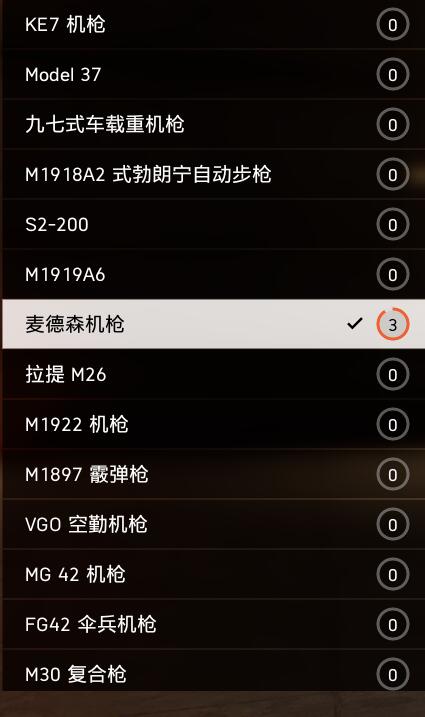 KE7 机枪 0
Model 37 0
九七式车载重机枪 0
M1918A2 式勃朗宁自动步枪 0
S2-200 0
M1919A6 0
麦德森机枪 3
拉提 M26 0
M1922 机枪 0
M1897 霰弹枪 0
VGO 空勤机枪 0
MG 42 机枪 0
FG42 伞兵机枪 0
M30 复合枪 0